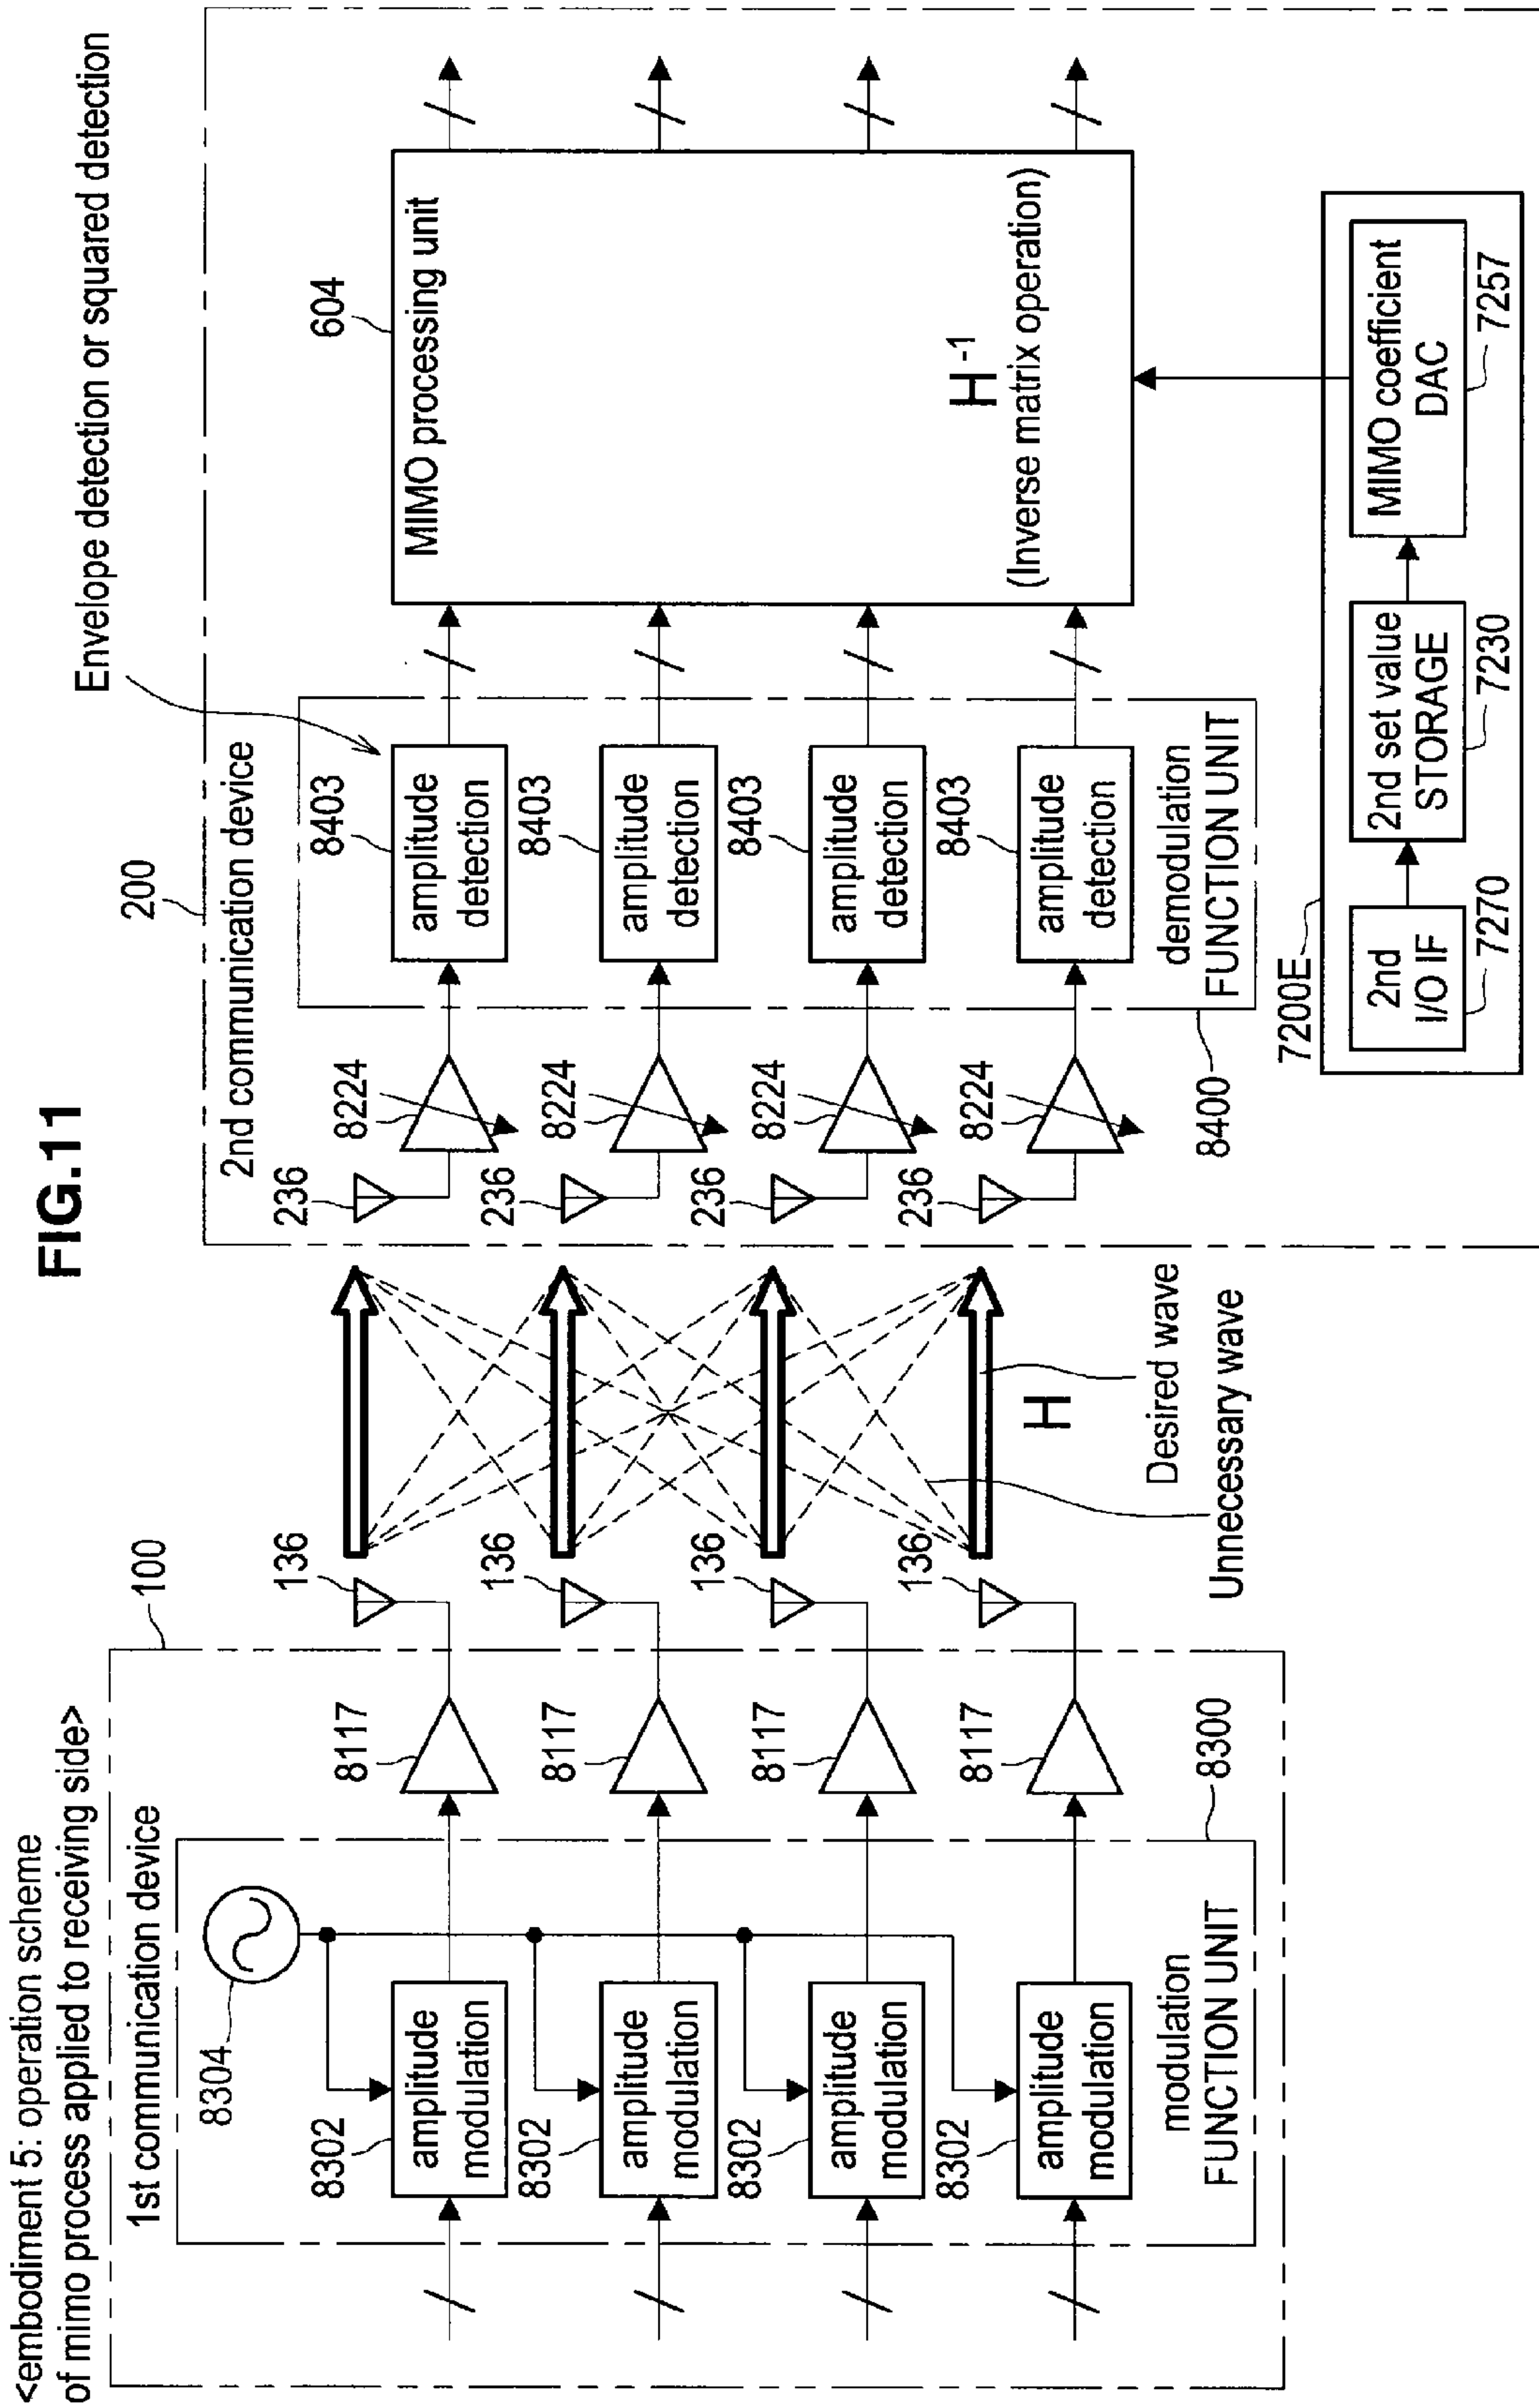 FIG.11
<embodiment 5: operation scheme
of mimo process applied to receiving side>
1st communication device
100
8304
8302
amplitude
modulation
8302
amplitude
modulation
8302
amplitude
modulation
8302
amplitude
modulation
modulation
FUNCTION UNIT
8300
8117
8117
8117
8117
136
136
136
136
H
Desired wave
Unnecessary wave
200
2nd communication device
236
236
236
236
8224
8224
8224
8224
8403
amplitude
detection
8403
amplitude
detection
8403
amplitude
detection
8403
amplitude
detection
demodulation
FUNCTION UNIT
8400
Envelope detection or squared detection
604
MIMO processing unit
H-1
(Inverse matrix operation)
7200E
2nd
I/O IF
7270
2nd set value
STORAGE
7230
MIMO coefficient
DAC
7257